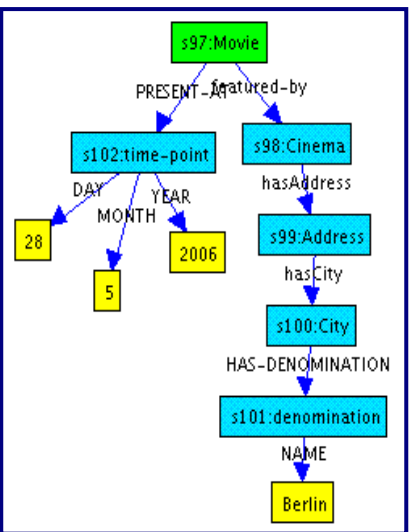 s97:Movie
PRESENT-AT featured-by
s102:time-point
s98:Cinema
DAY
YEAR
hasAddress
MONTH
28
2006
s99:Address
hasCity
5
s100:City
HAS-DENOMINATION
s101:denomination
NAME
Berlin